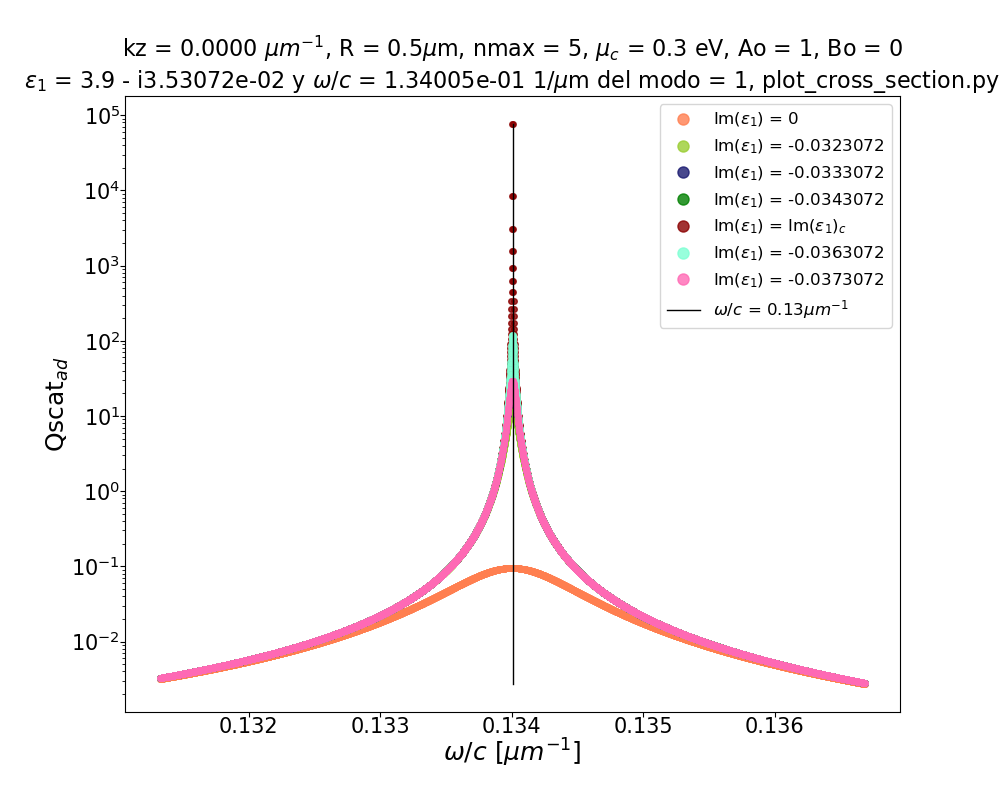 kz = 0.0000 μm⁻¹, R = 0.5μm, nmax = 5, μ_c = 0.3 eV, Ao = 1, Bo = 0
ε₁ = 3.9 - i3.53072e-02 y ω/c = 1.34005e-01 1/μm del modo = 1, plot_cross_section.py
10⁵
10⁴
10³
10²
10¹
10⁰
10⁻¹
10⁻²
Qscat_ad
Im(ε₁) = 0
Im(ε₁) = -0.0323072
Im(ε₁) = -0.0333072
Im(ε₁) = -0.0343072
Im(ε₁) = Im(ε₁)_c
Im(ε₁) = -0.0363072
Im(ε₁) = -0.0373072
ω/c = 0.13μm⁻¹
0.132 0.133 0.134 0.135 0.136
ω/c [μm⁻¹]